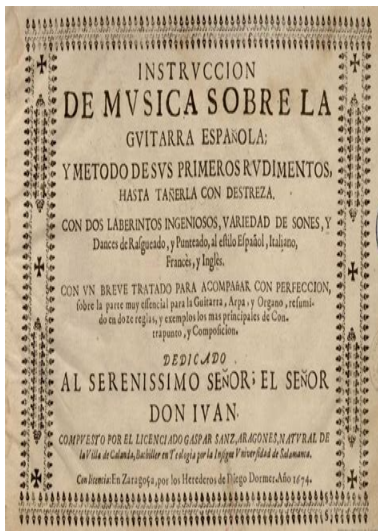 INSTRVCCION
DE MVSICA SOBRE LA
GVITARRA ESPAÑOLA;
Y METODO DE SVS PRIMEROS RVDIMENTOS,
HASTA TAÑERLA CON DESTREZA.
CON DOS LABERINTOS INGENIOSOS, VARIEDAD DE SONES, Y
Dances de Rasgueado, y Punteado, al estilo Español, Italiano,
Francès, y Inglès.
CON VN BREVE TRATADO PARA ACOMPAÑAR CON PERFECCION,
sobre la parte muy essencial para la Guitarra, Arpa, y Organo, resumi-
do en doze reglas, y exemplos los mas principales de Con-
trapunto, y Composicion.
DEDICADO
AL SERENISSIMO SEÑOR; EL SEÑOR
DON IVAN.
COMPVESTO POR EL LICENCIADO GASPAR SANZ, ARAGONES, NATVRAL DE
la Villa de Calanda, Bachiller en Teologia por la Insigne Vniversidad de Salamanca.
Con licencia: En Zaragoça, por los Herederos de Diego Dormer. Año 1674.